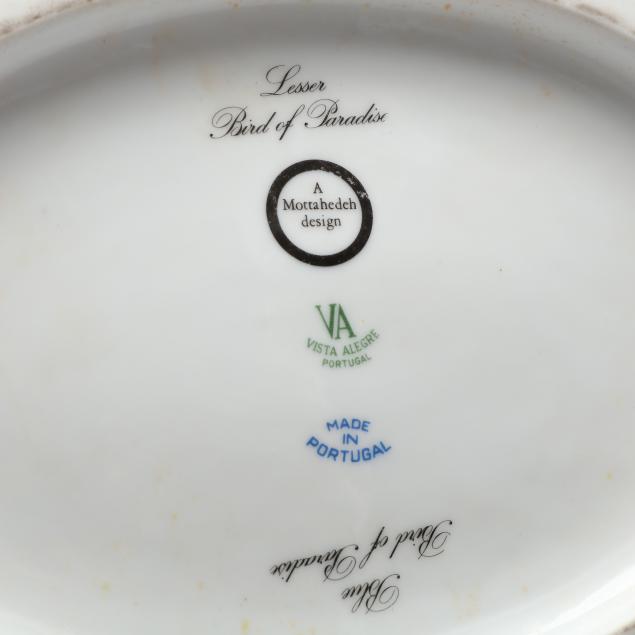 Lesser
Bird of Paradise
A
Mottahedeh
design
VA
VISTA ALEGRE
PORTUGAL
MADE
IN
PORTUGAL
Blue
Bird of Paradise